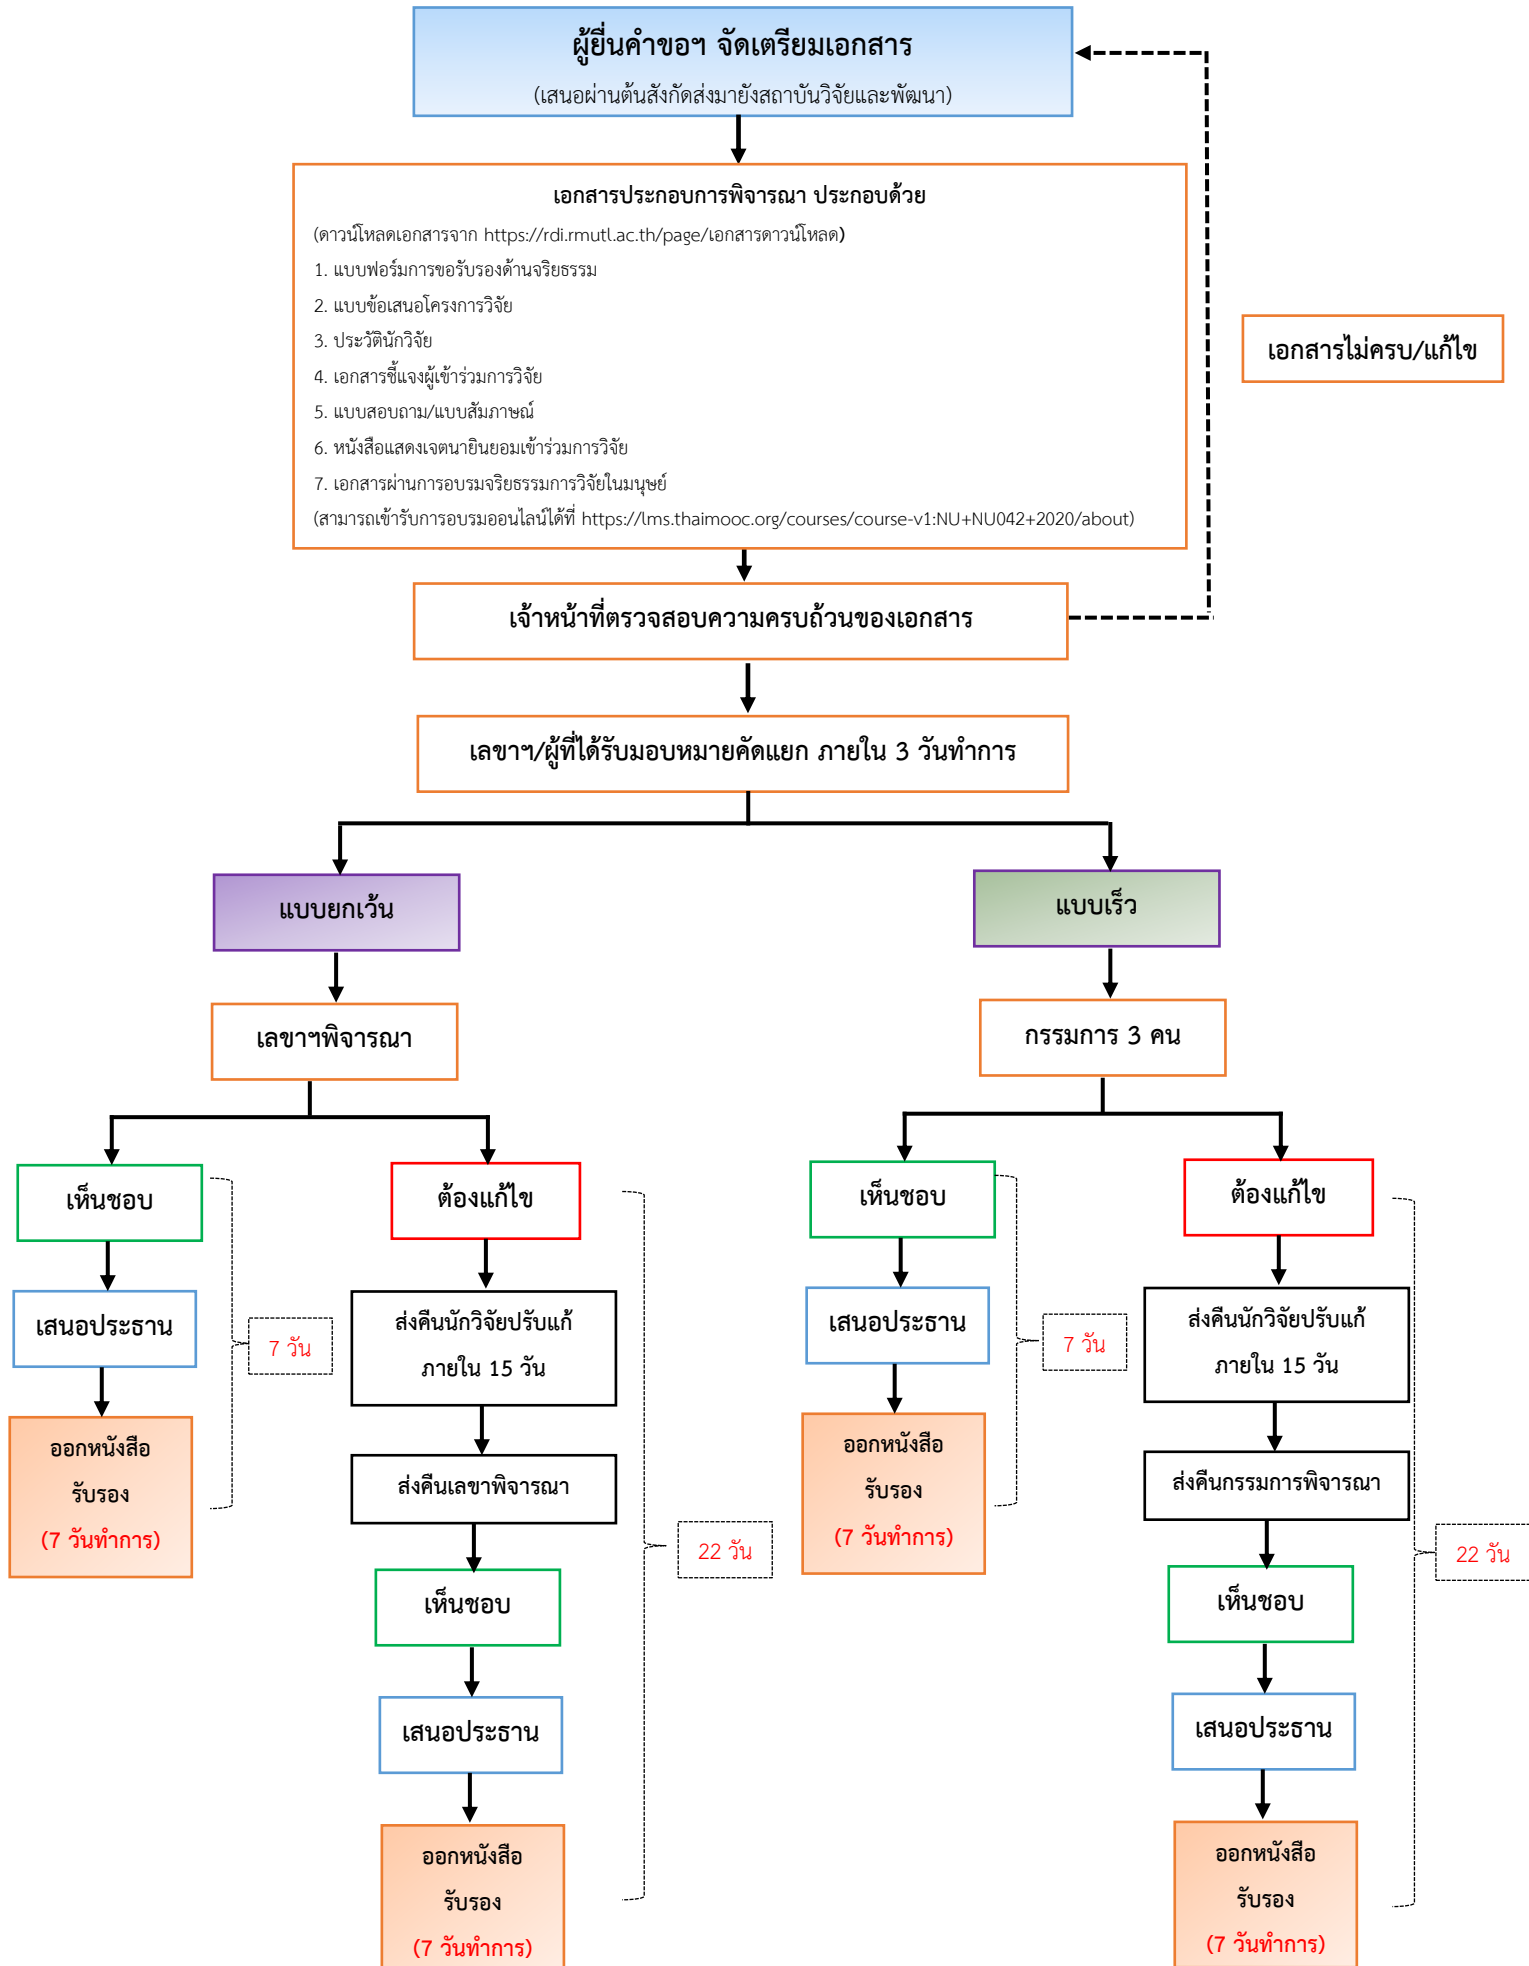 ผู้ยื่นคำขอฯ จัดเตรียมเอกสาร
(เสนอผ่านต้นสังกัดส่งมายังสถาบันวิจัยและพัฒนา)
เอกสารประกอบการพิจารณา ประกอบด้วย
(ดาวน์โหลดเอกสารจาก https://rdi.rmutl.ac.th/page/เอกสารดาวน์โหลด)
1. แบบฟอร์มการขอรับรองด้านจริยธรรม
2. แบบข้อเสนอโครงการวิจัย
3. ประวัตินักวิจัย
4. เอกสารชี้แจงผู้เข้าร่วมการวิจัย
5. แบบสอบถาม/แบบสัมภาษณ์
6. หนังสือแสดงเจตนายินยอมเข้าร่วมการวิจัย
7. เอกสารผ่านการอบรมจริยธรรมการวิจัยในมนุษย์
(สามารถเข้ารับการอบรมออนไลน์ได้ที่ https://lms.thaimooc.org/courses/course-v1:NU+NU042+2020/about)
เอกสารไม่ครบ/แก้ไข
เจ้าหน้าที่ตรวจสอบความครบถ้วนของเอกสาร
เลขาฯ/ผู้ที่ได้รับมอบหมายคัดแยก ภายใน 3 วันทำการ
แบบยกเว้น
เลขาฯพิจารณา
เห็นชอบ
เสนอประธาน
ออกหนังสือ
รับรอง
(7 วันทำการ)
7 วัน
ต้องแก้ไข
ส่งคืนนักวิจัยปรับแก้
ภายใน 15 วัน
ส่งคืนเลขาพิจารณา
เห็นชอบ
เสนอประธาน
ออกหนังสือ
รับรอง
(7 วันทำการ)
22 วัน
แบบเร็ว
กรรมการ 3 คน
เห็นชอบ
เสนอประธาน
ออกหนังสือ
รับรอง
(7 วันทำการ)
7 วัน
ต้องแก้ไข
ส่งคืนนักวิจัยปรับแก้
ภายใน 15 วัน
ส่งคืนกรรมการพิจารณา
เห็นชอบ
เสนอประธาน
ออกหนังสือ
รับรอง
(7 วันทำการ)
22 วัน